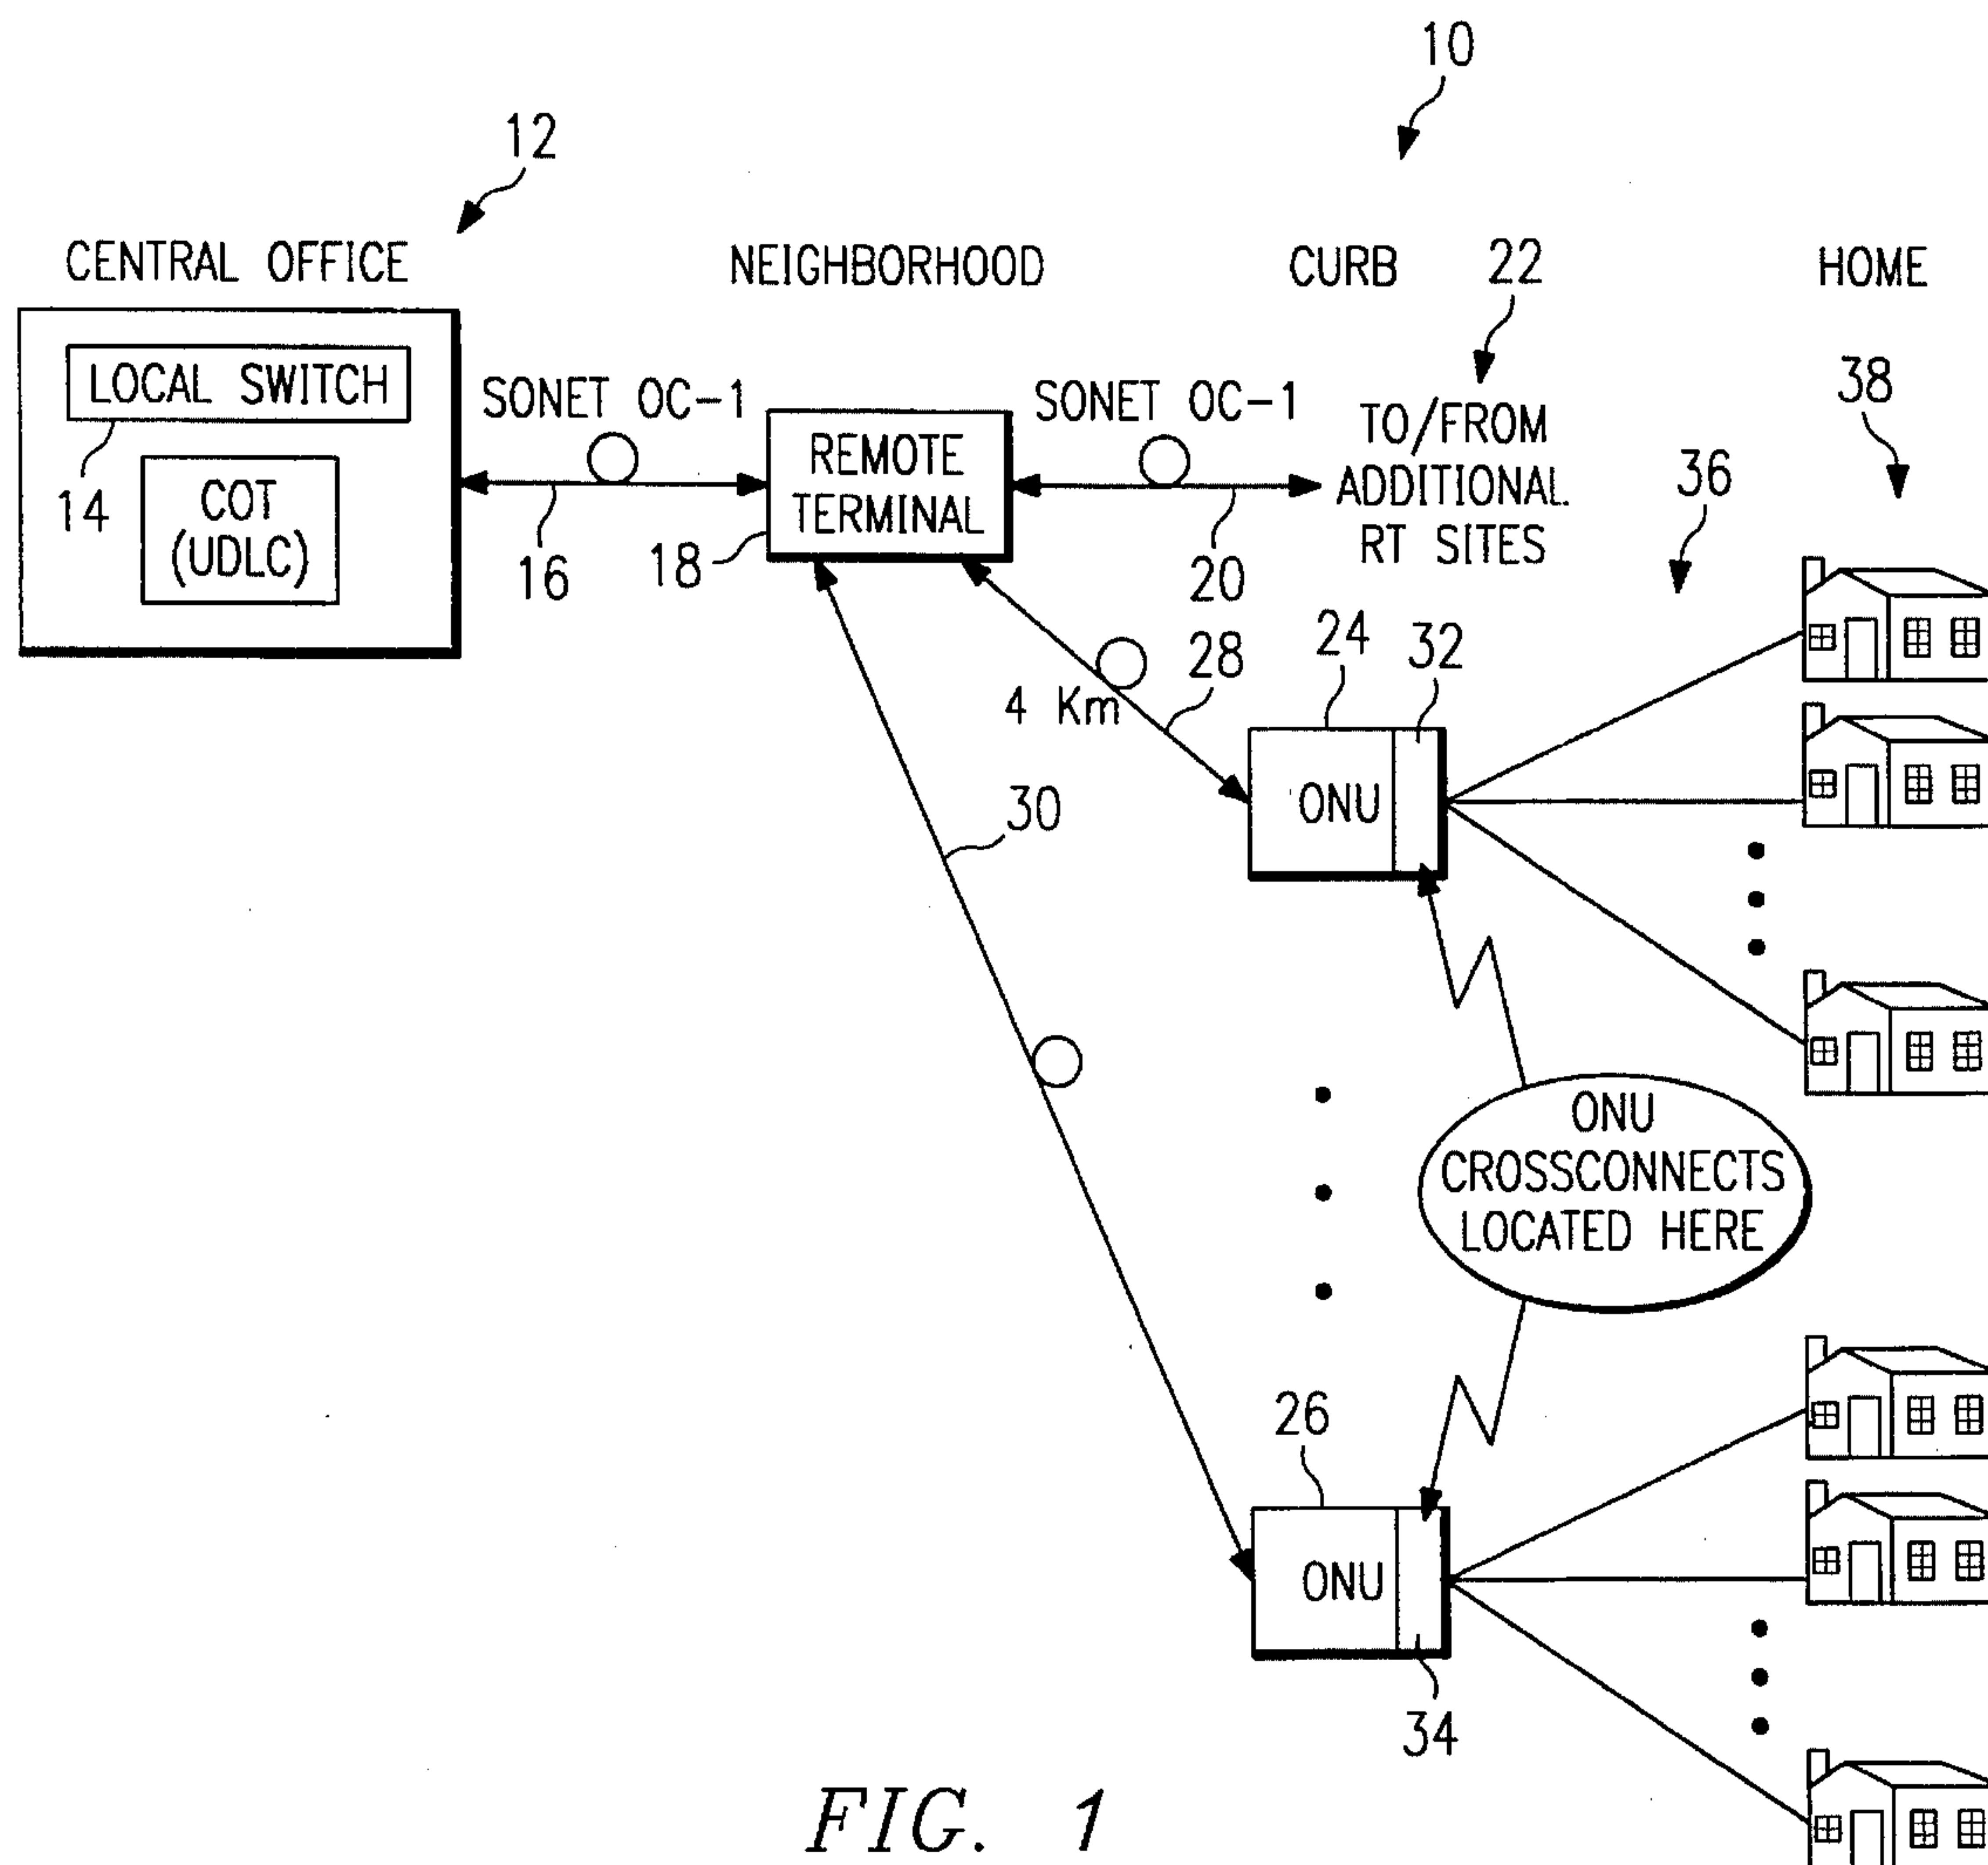 10
12
CENTRAL OFFICE
NEIGHBORHOOD
CURB
22
HOME
LOCAL SWITCH
14
COT
(UDLC)
SONET OC-1
16
REMOTE
TERMINAL
18
SONET OC-1
20
TO/FROM
ADDITIONAL
RT SITES
36
38
28
4 Km
24
32
ONU
30
ONU
CROSSCONNECTS
LOCATED HERE
26
ONU
34
FIG. 1